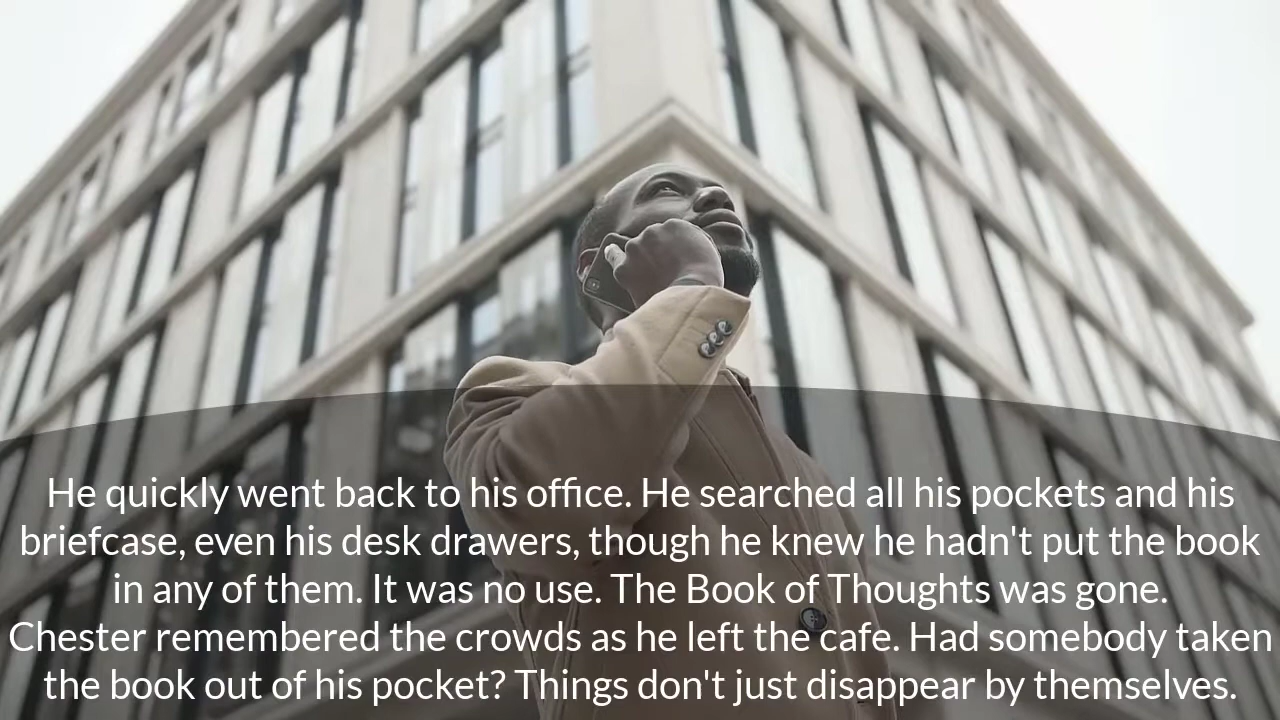 He quickly went back to his office. He searched all his pockets and his
briefcase, even his desk drawers, though he knew he hadn't put the book
in any of them. It was no use. The Book of Thoughts was gone.
Chester remembered the crowds as he left the cafe. Had somebody taken
the book out of his pocket? Things don't just disappear by themselves.